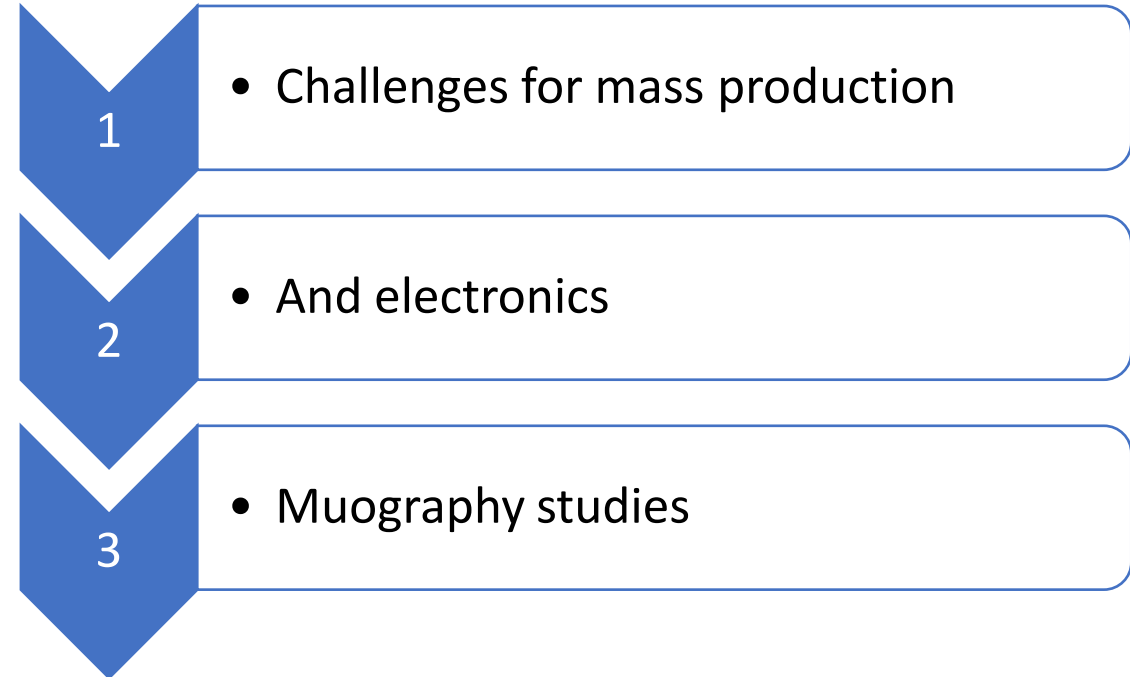 1
• Challenges for mass production
2
• And electronics
3
• Muography studies